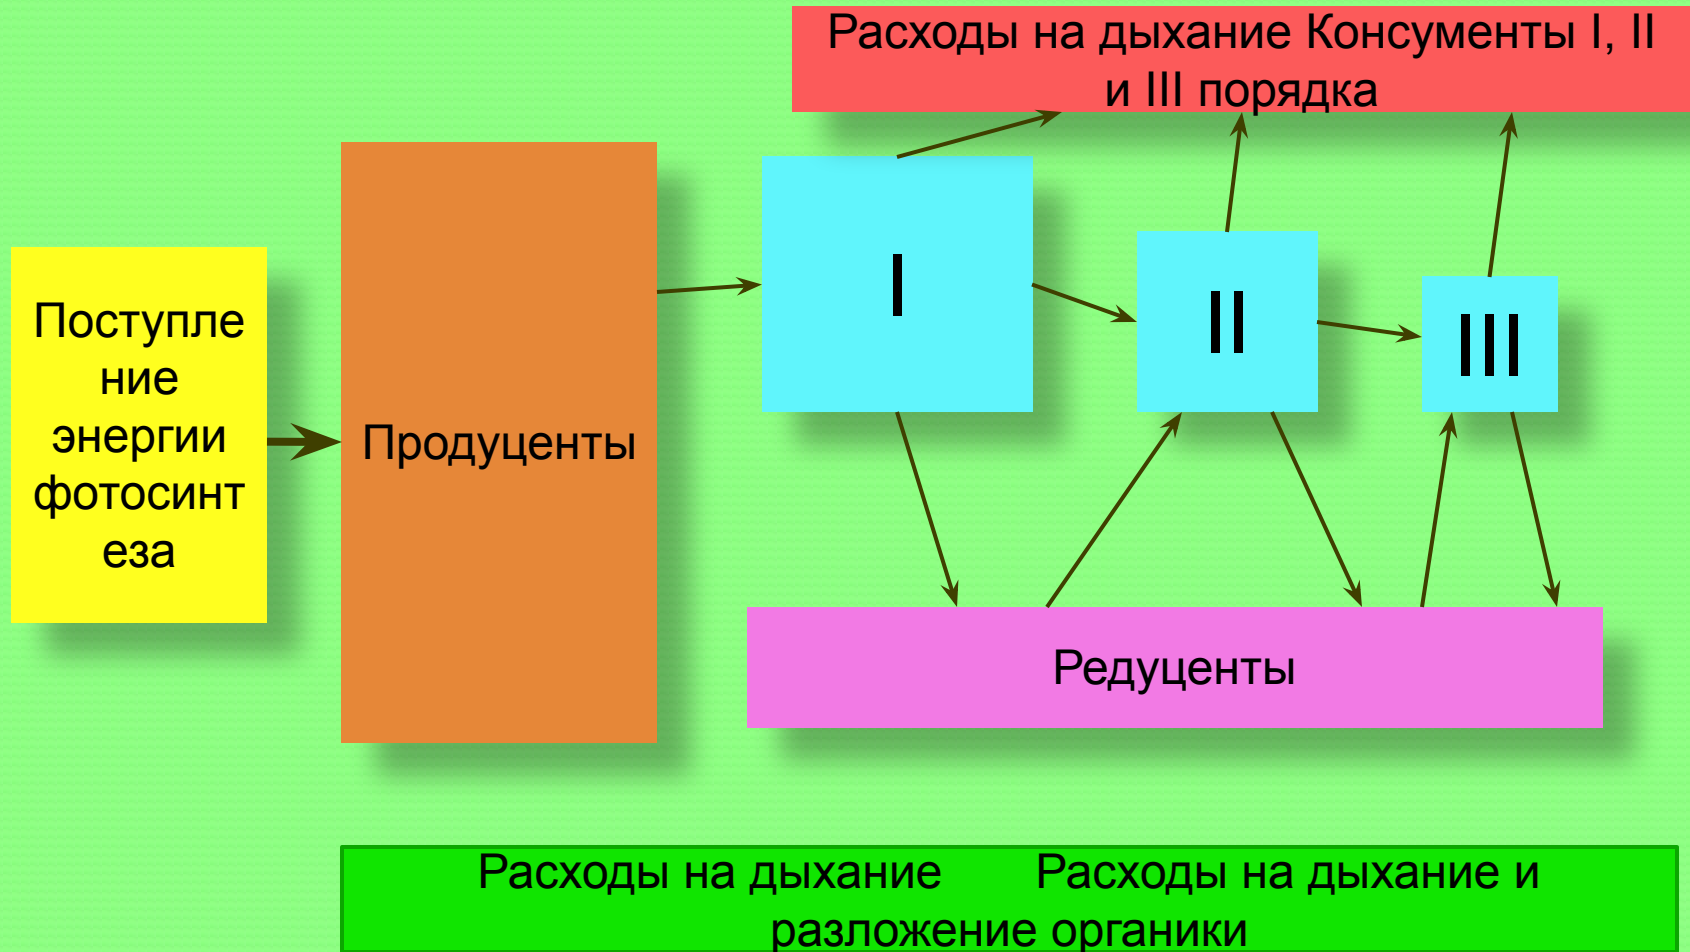 Расходы на дыхание Консументы I, II
и III порядка
Поступле
ние
энергии
фотосинт
еза
Продуценты
I
II
III
Редуценты
Расходы на дыхание Расходы на дыхание и
разложение органики